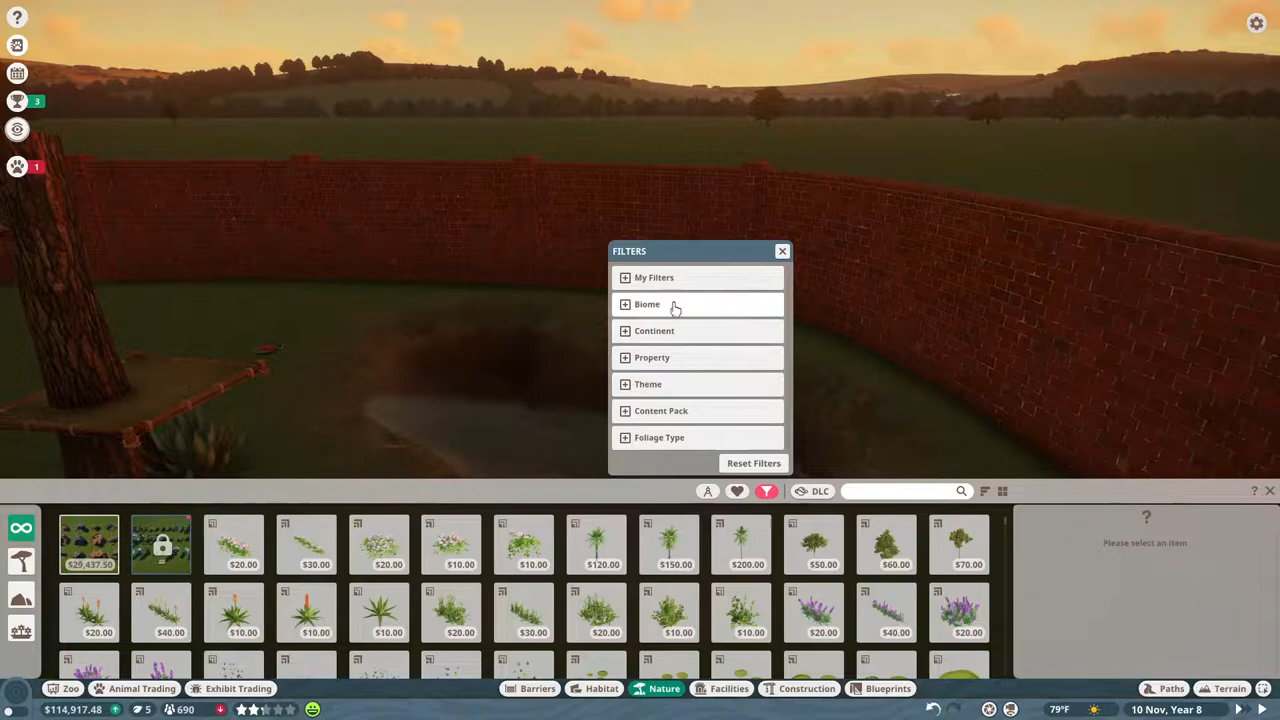 ?
3
1
FILTERS
My Filters
Biome
Continent
Property
Theme
Content Pack
Foliage Type
Reset Filters
DLC
?
?
Please select an item
$29,437.50 $20.00 $30.00 $20.00 $10.00 $10.00 $120.00 $150.00 $200.00 $50.00 $60.00 $70.00
$20.00 $40.00 $10.00 $10.00 $10.00 $20.00 $30.00 $20.00 $10.00 $10.00 $20.00 $40.00 $20.00
Zoo Animal Trading Exhibit Trading Barriers Habitat Nature Facilities Construction Blueprints Paths Terrain
$114,917.48 5 690 79°F 10 Nov, Year 8